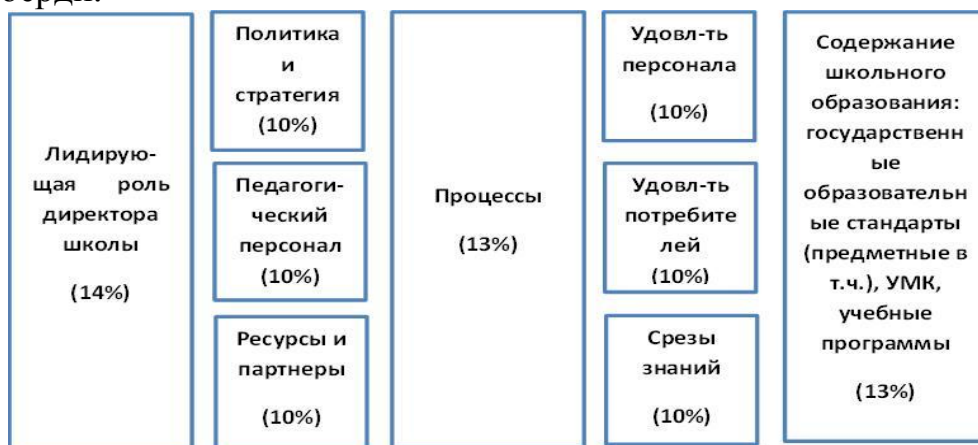 Лидирую-
щая роль
директора
школы
(14%)
Политика
и
стратегия
(10%)
Педагоги-
ческий
персонал
(10%)
Ресурсы и
партнеры
(10%)
Процессы
(13%)
Удовл-ть
персонала
(10%)
Удовл-ть
потребите
лей
(10%)
Срезы
знаний
(10%)
Содержание
школьного
образования:
государственн
ые
образователь
ные стандарты
(предметные в
т.ч.), УМК,
учебные
программы
(13%)